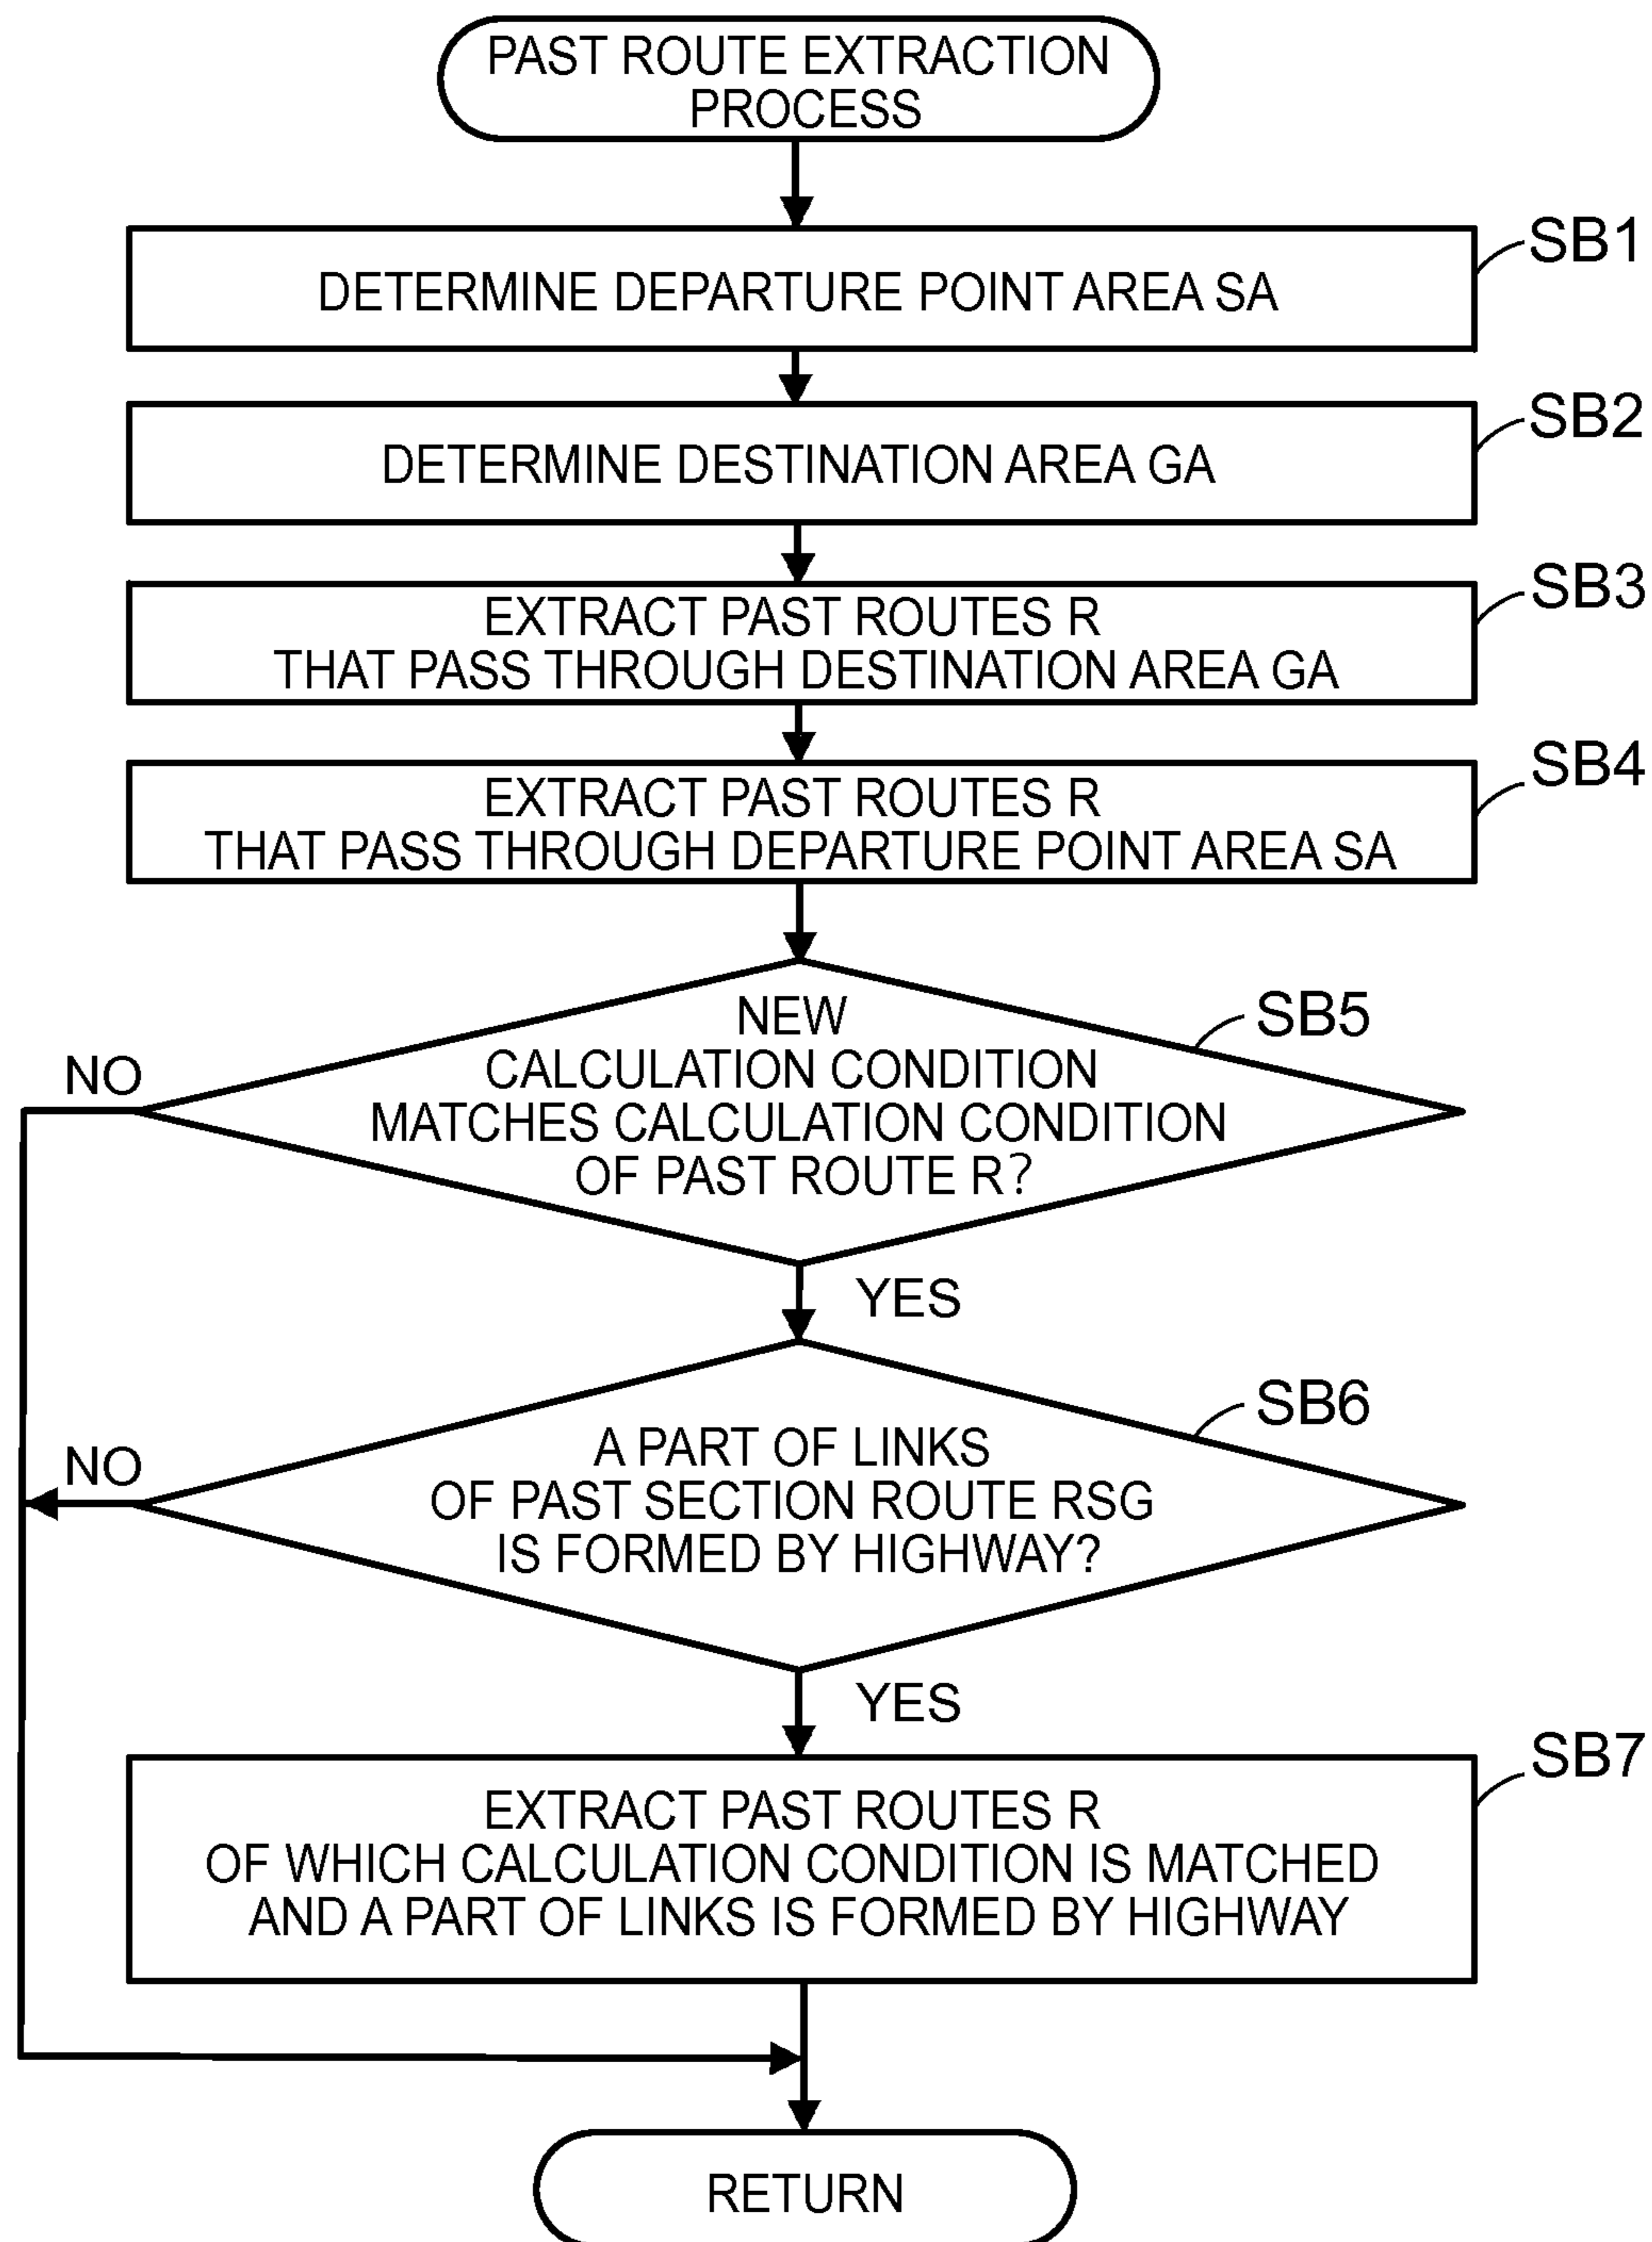 PAST ROUTE EXTRACTION
PROCESS
SB1
DETERMINE DEPARTURE POINT AREA SA
SB2
DETERMINE DESTINATION AREA GA
SB3
EXTRACT PAST ROUTES R
THAT PASS THROUGH DESTINATION AREA GA
SB4
EXTRACT PAST ROUTES R
THAT PASS THROUGH DEPARTURE POINT AREA SA
SB5
NEW
CALCULATION CONDITION
MATCHES CALCULATION CONDITION
OF PAST ROUTE R?
NO
YES
SB6
A PART OF LINKS
OF PAST SECTION ROUTE RSG
IS FORMED BY HIGHWAY?
NO
YES
SB7
EXTRACT PAST ROUTES R
OF WHICH CALCULATION CONDITION IS MATCHED
AND A PART OF LINKS IS FORMED BY HIGHWAY
RETURN